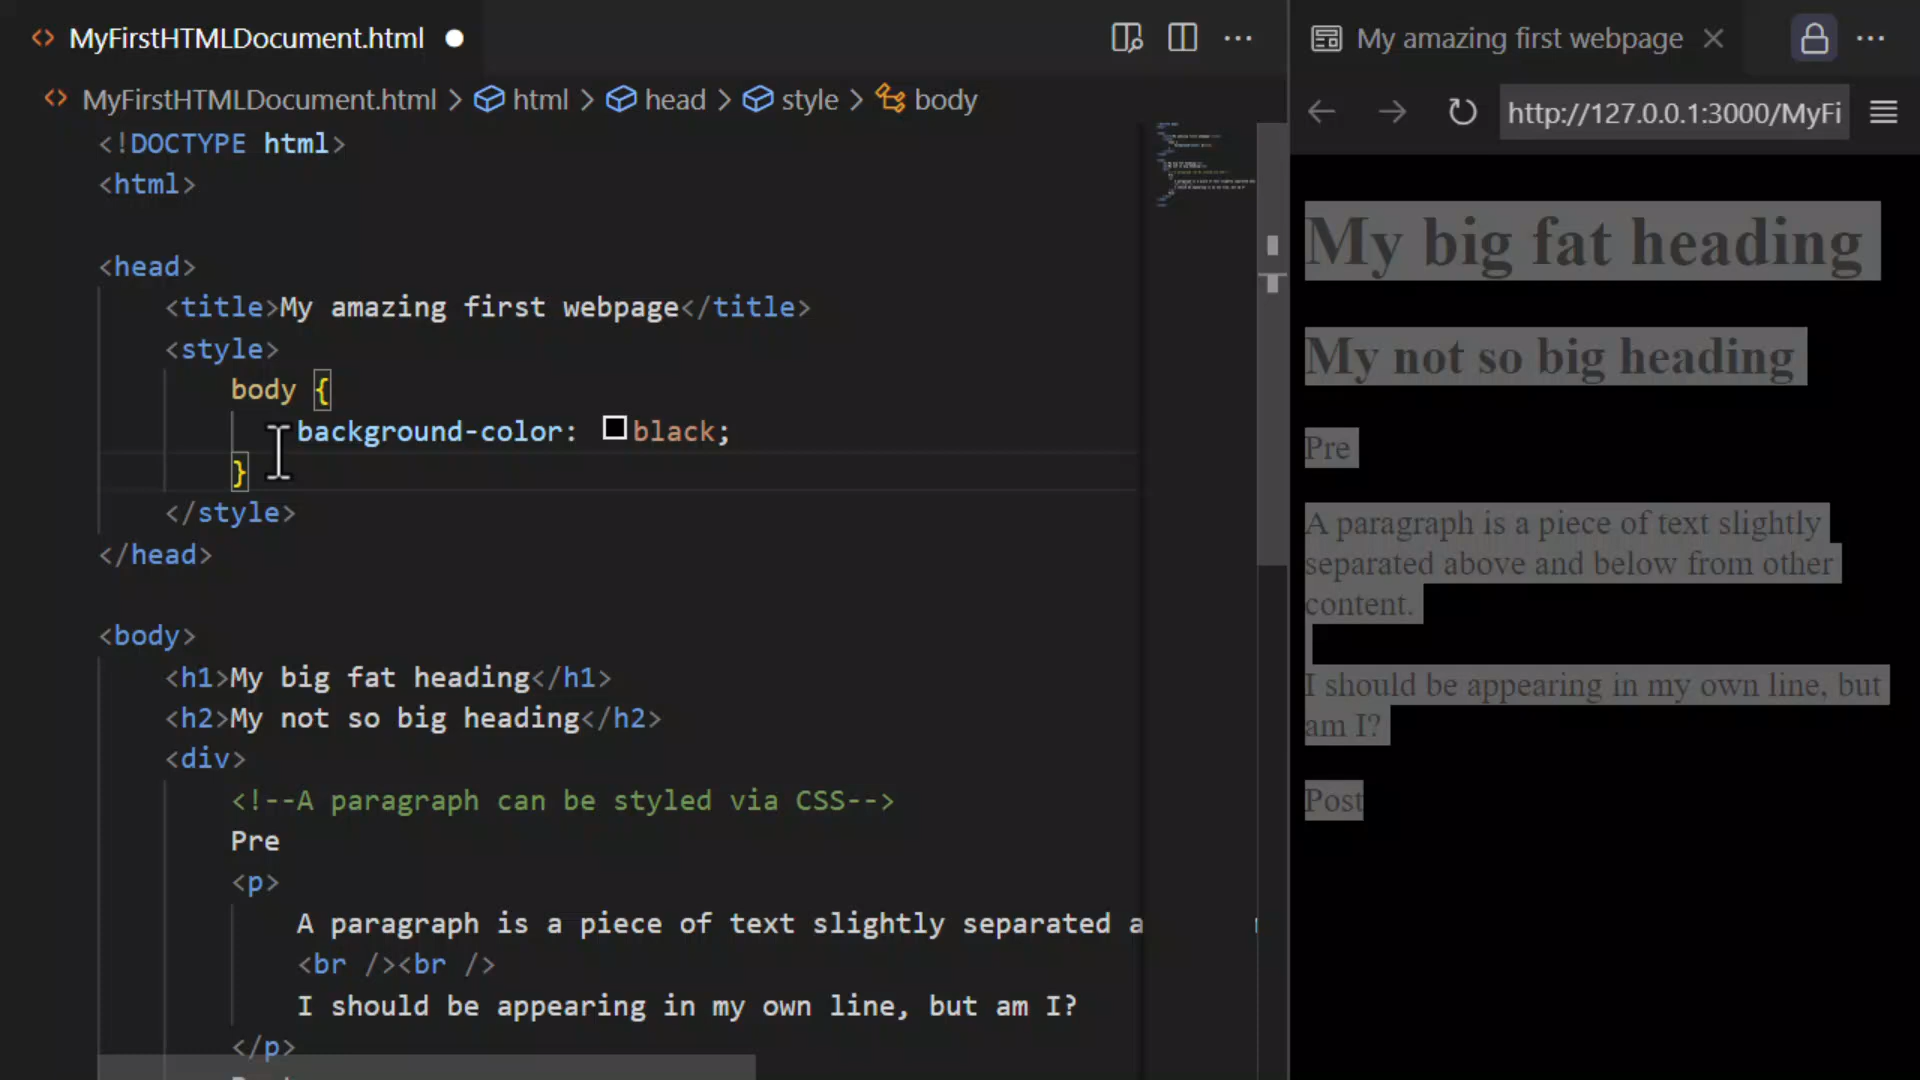 MyFirstHTMLDocument.html
MyFirstHTMLDocument.html > html > head > style > body
<!DOCTYPE html>
<html>
<head>
<title>My amazing first webpage</title>
<style>
body {
background-color: black;
}
</style>
</head>
<body>
<h1>My big fat heading</h1>
<h2>My not so big heading</h2>
<div>
<!--A paragraph can be styled via CSS-->
Pre
<p>
A paragraph is a piece of text slightly separated a
<br /><br />
I should be appearing in my own line, but am I?
</p>
My amazing first webpage
http://127.0.0.1:3000/MyFi
My big fat heading
My not so big heading
Pre
A paragraph is a piece of text slightly
separated above and below from other
content.
I should be appearing in my own line, but
am I?
Post